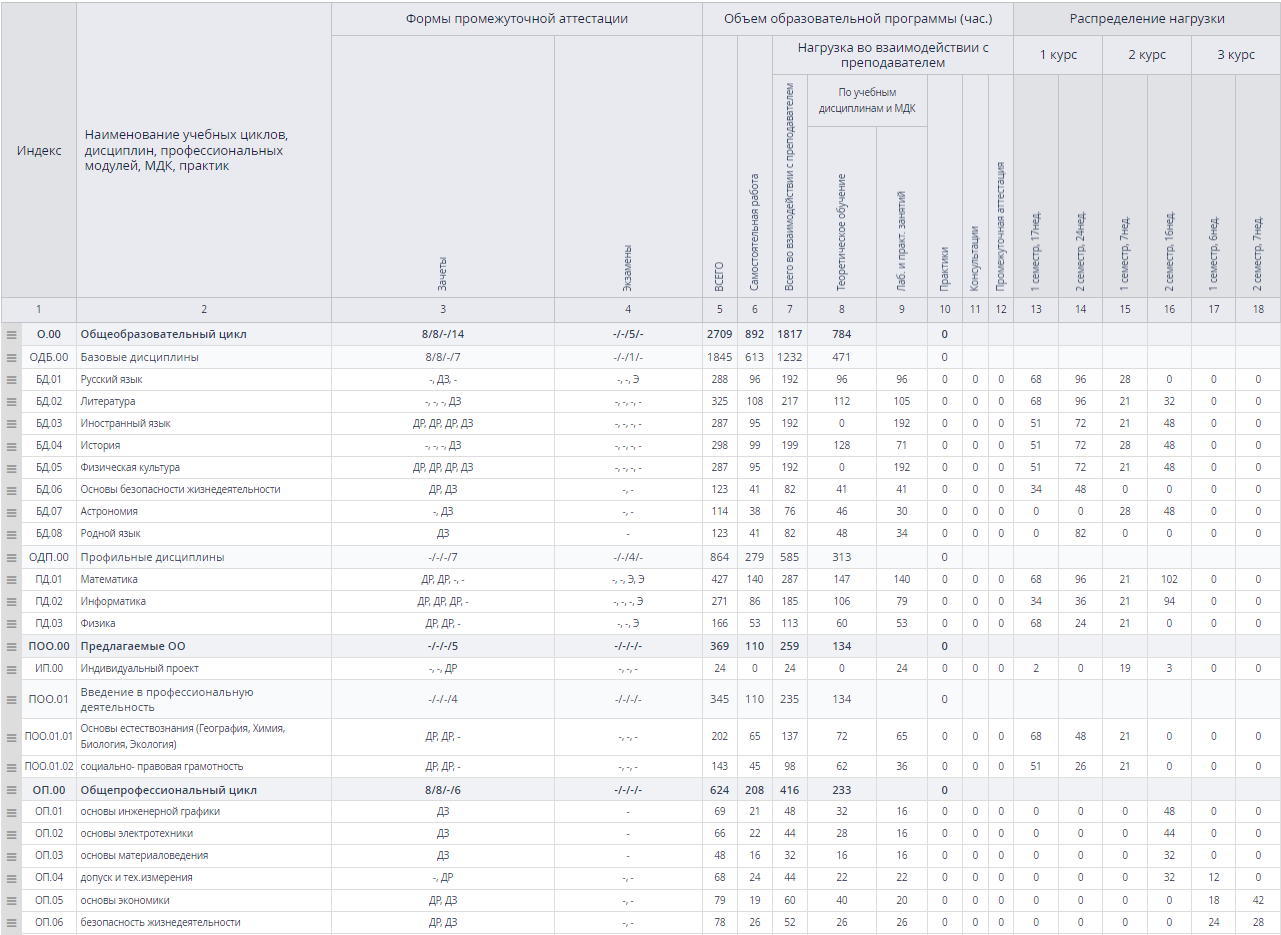 Формы промежуточной аттестации Объем образовательной программы (час.) Распределение нагрузки
Нагрузка во взаимодействии с
преподавателем
1 курс 2 курс 3 курс
По учебным
дисциплинам и МДК
Индекс
Наименование учебных циклов,
дисциплин, профессиональных
модулей, МДК, практик
Зачеты
Экзамены
ВСЕГО
Самостоятельная работа
Всего во взаимодействии с преподавателем
Теоретическое обучение
Лаб. и практ. занятий
Практики
Консультации
Промежуточная аттестация
1 семестр, 17нед.
2 семестр, 24нед.
1 семестр, 7нед.
2 семестр, 16нед.
1 семестр, 6нед.
2 семестр, 7нед.
1 2 3 4 5 6 7 8 9 10 11 12 13 14 15 16 17 18
О.00 Общеобразовательный цикл 8/8/-/14 -/-/5/- 2709 892 1817 784 0
ОДБ.00 Базовые дисциплины 8/8/-/7 -/-/1/- 1845 613 1232 471 0
БД.01 Русский язык -, ДЗ, - -, -, Э 288 96 192 96 96 0 0 0 68 96 28 0 0 0
БД.02 Литература -, -, -, ДЗ -, -, -, - 325 108 217 112 105 0 0 0 68 96 21 32 0 0
БД.03 Иностранный язык ДР, ДР, ДР, ДЗ -, -, -, - 287 95 192 0 192 0 0 0 51 72 21 48 0 0
БД.04 История -, -, -, ДЗ -, -, -, - 298 99 199 128 71 0 0 0 51 72 28 48 0 0
БД.05 Физическая культура ДР, ДР, ДР, ДЗ -, -, -, - 287 95 192 0 192 0 0 0 51 72 21 48 0 0
БД.06 Основы безопасности жизнедеятельности ДР, ДЗ -, - 123 41 82 41 41 0 0 0 34 48 0 0 0 0
БД.07 Астрономия -, ДЗ -, - 114 38 76 46 30 0 0 0 0 0 28 48 0 0
БД.08 Родной язык ДЗ - 123 41 82 48 34 0 0 0 0 82 0 0 0 0
ОДП.00 Профильные дисциплины -/-/-/7 -/-/4/- 864 279 585 313 0
ПД.01 Математика ДР, ДР, -, - -, -, Э, Э 427 140 287 147 140 0 0 0 68 96 21 102 0 0
ПД.02 Информатика ДР, ДР, ДР, - -, -, -, Э 271 86 185 106 79 0 0 0 34 36 21 94 0 0
ПД.03 Физика ДР, ДР, - -, -, Э 166 53 113 60 53 0 0 0 68 24 21 0 0 0
ПОО.00 Предлагаемые ОО -/-/-/5 -/-/-/- 369 110 259 134 0
ИП.00 Индивидуальный проект -, -, ДР -, -, - 24 0 24 0 24 0 0 0 2 0 19 3 0 0
ПОО.01 Введение в профессиональную
деятельность -/-/-/4 -/-/-/- 345 110 235 134 0
ПОО.01.01 Основы естествознания (География, Химия,
Биология, Экология) ДР, ДР, - -, -, - 202 65 137 72 65 0 0 0 68 48 21 0 0 0
ПОО.01.02 социально- правовая грамотность ДР, ДР, - -, -, - 143 45 98 62 36 0 0 0 51 26 21 0 0 0
ОП.00 Общепрофессиональный цикл 8/8/-/6 -/-/-/- 624 208 416 233 0
ОП.01 основы инженерной графики ДЗ - 69 21 48 32 16 0 0 0 0 0 0 48 0 0
ОП.02 основы электротехники ДЗ - 66 22 44 28 16 0 0 0 0 0 0 44 0 0
ОП.03 основы материаловедения ДЗ - 48 16 32 16 16 0 0 0 0 0 0 32 0 0
ОП.04 допуск и тех.измерения -, ДР -, - 68 24 44 22 22 0 0 0 0 0 0 32 12 0
ОП.05 основы экономики ДР, ДЗ -, - 79 19 60 40 20 0 0 0 0 0 0 0 18 42
ОП.06 безопасность жизнедеятельности ДР, ДЗ -, - 78 26 52 26 26 0 0 0 0 0 0 0 24 28